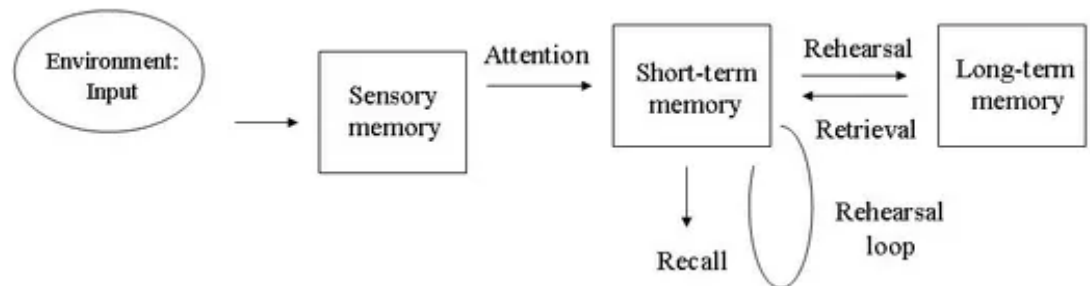 Environment:
Input
Sensory
memory
Attention
Short-term
memory
Rehearsal
Retrieval
Long-term
memory
Recall
Rehearsal
loop